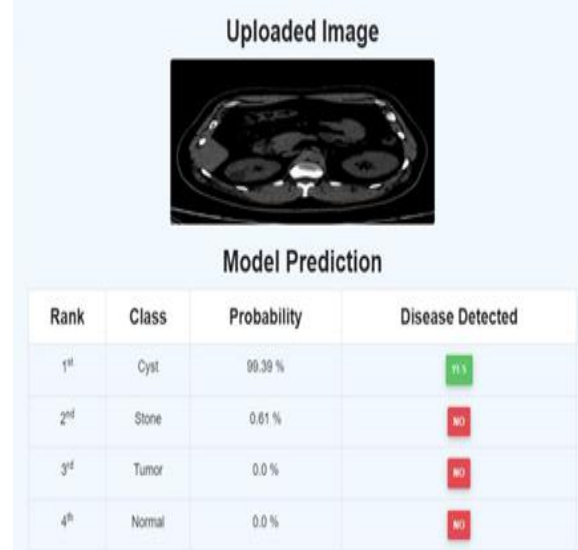 Uploaded Image
Model Prediction
Rank Class Probability Disease Detected
1st Cyst 99.39 % YES
2nd Stone 0.61 % NO
3rd Tumor 0.0 % NO
4th Normal 0.0 % NO